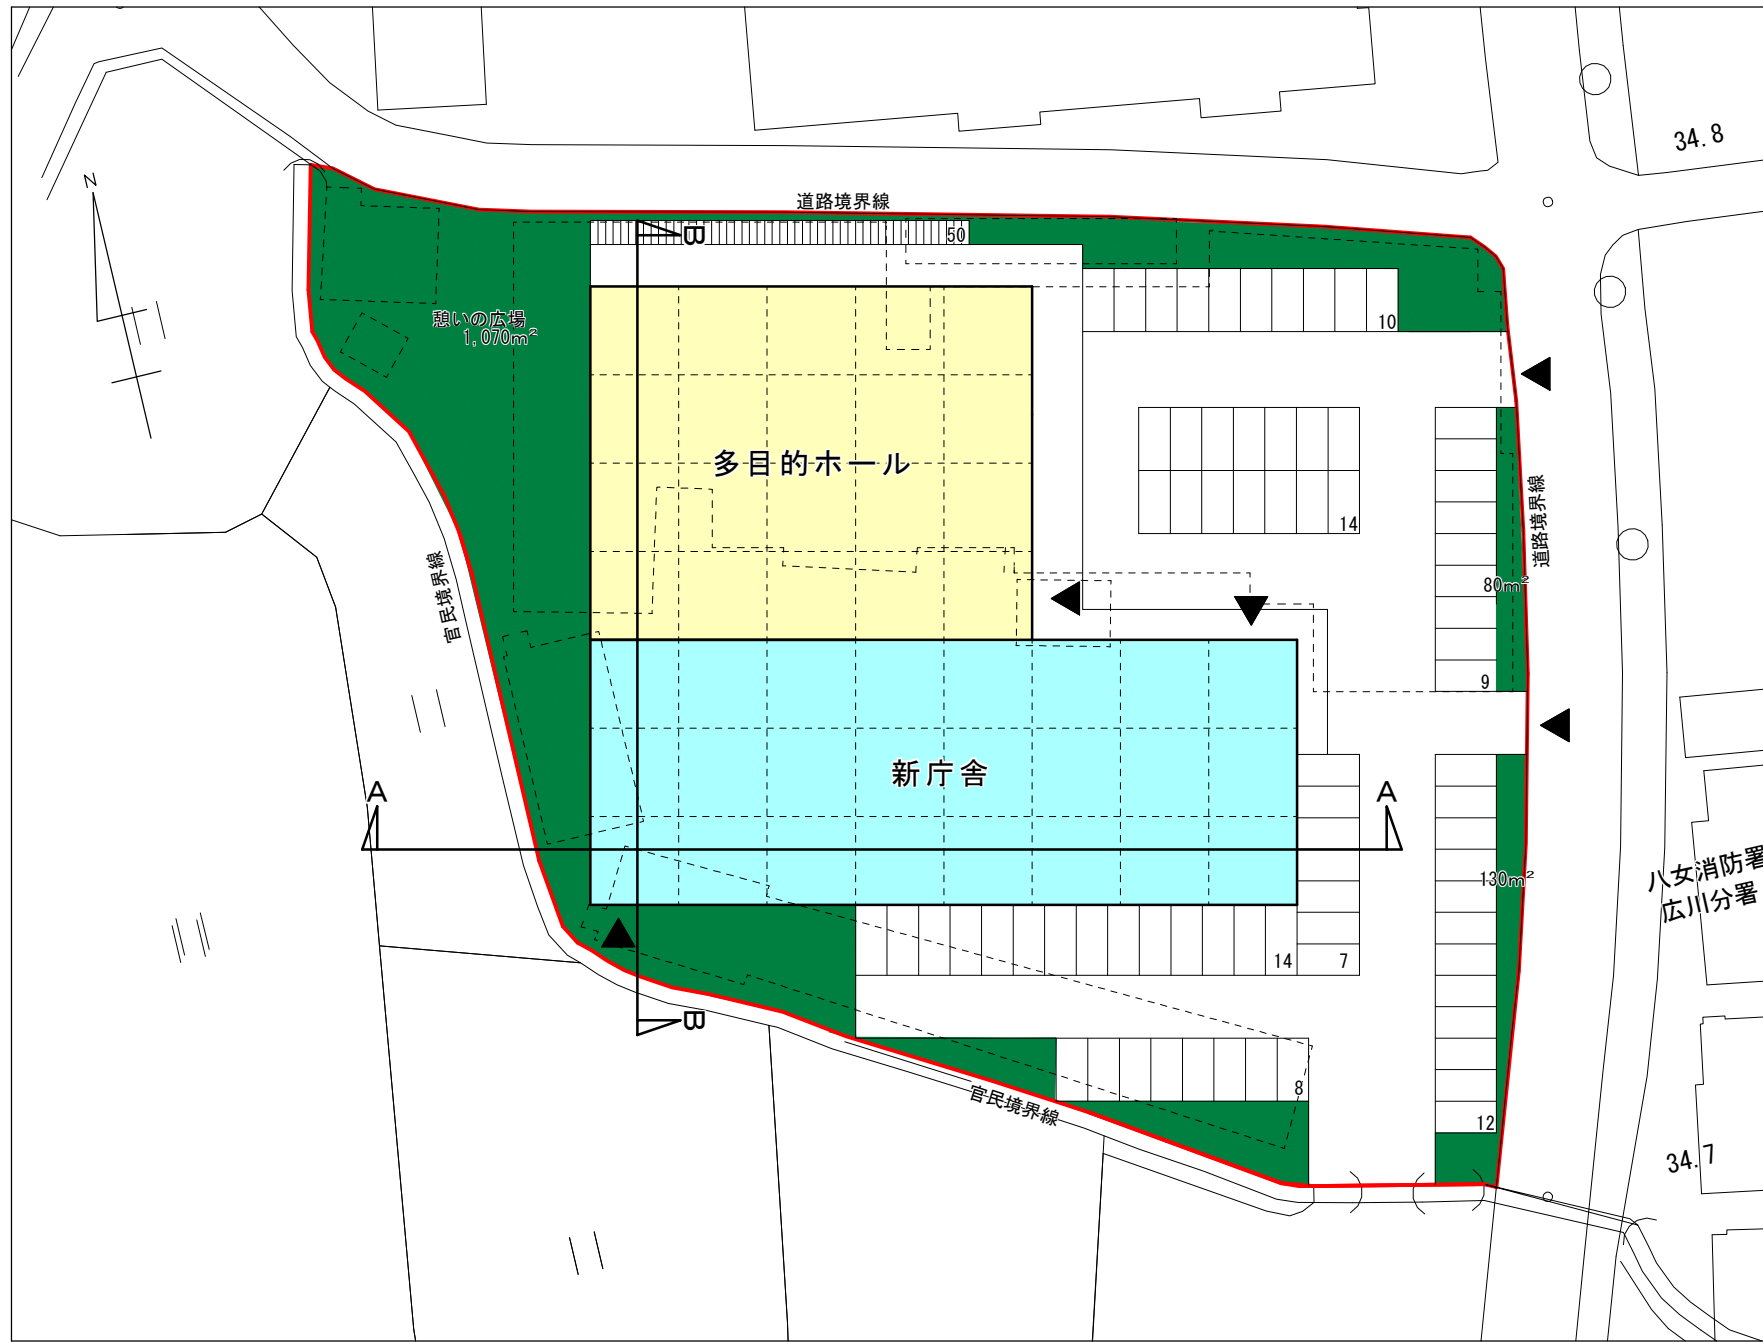 34.8
N
道路境界線
B
50
憩いの広場
1,070m²
10
多目的ホール
14
道路境界線
官民境界線
80m²
9
新庁舎
A
A
130m²
八女消防署
広川分署
14
7
B
8
官民境界線
12
34.7